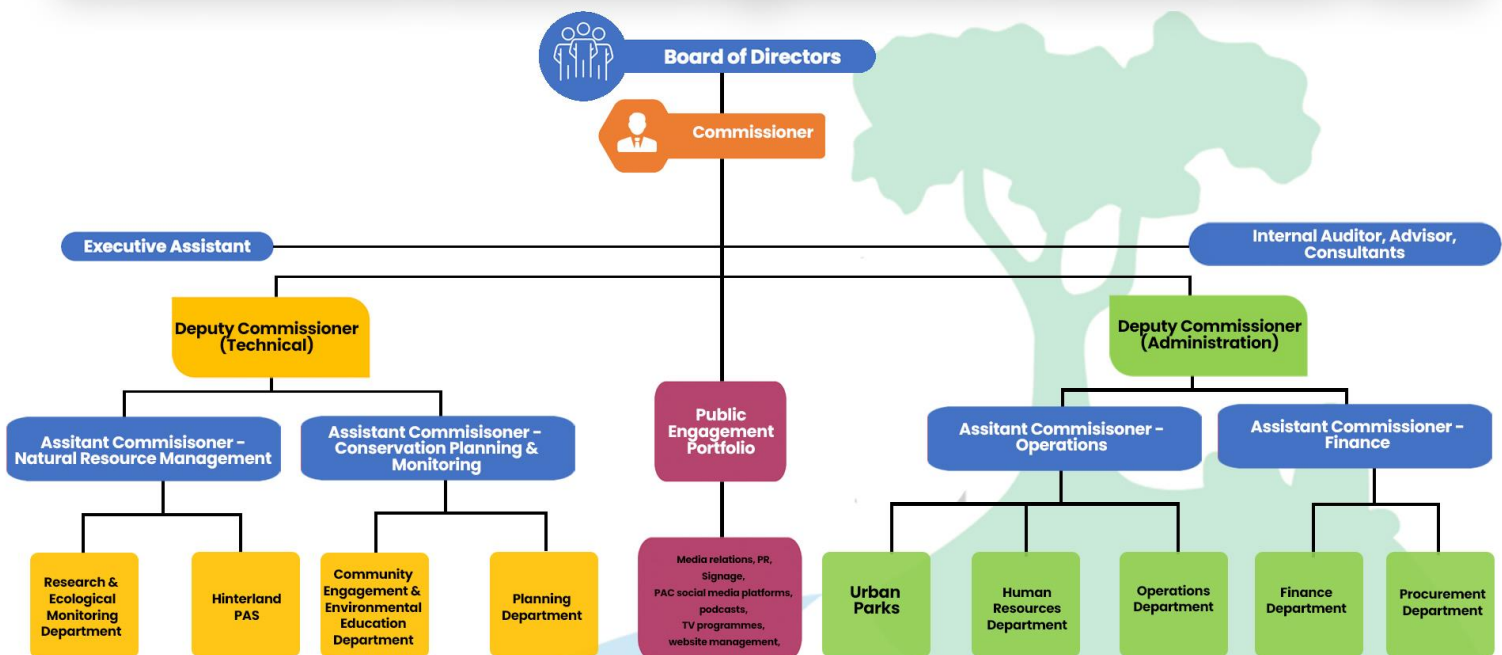 Board of Directors
Commissioner
Executive Assistant
Internal Auditor, Advisor,
Consultants
Deputy Commissioner
(Technical)
Deputy Commissioner
(Administration)
Assitant Commisisoner -
Natural Resource Management
Assistant Commisisoner -
Conservation Planning &
Monitoring
Public
Engagement
Portfolio
Assitant Commisisoner -
Operations
Assistant Commissioner -
Finance
Research &
Ecological
Monitoring
Department
Hinterland
PAS
Community
Engagement &
Environmental
Education
Department
Planning
Department
Media relations, PR,
Signage,
PAC social media platforms,
podcasts,
TV programmes,
website management,
Urban
Parks
Human
Resources
Department
Operations
Department
Finance
Department
Procurement
Department